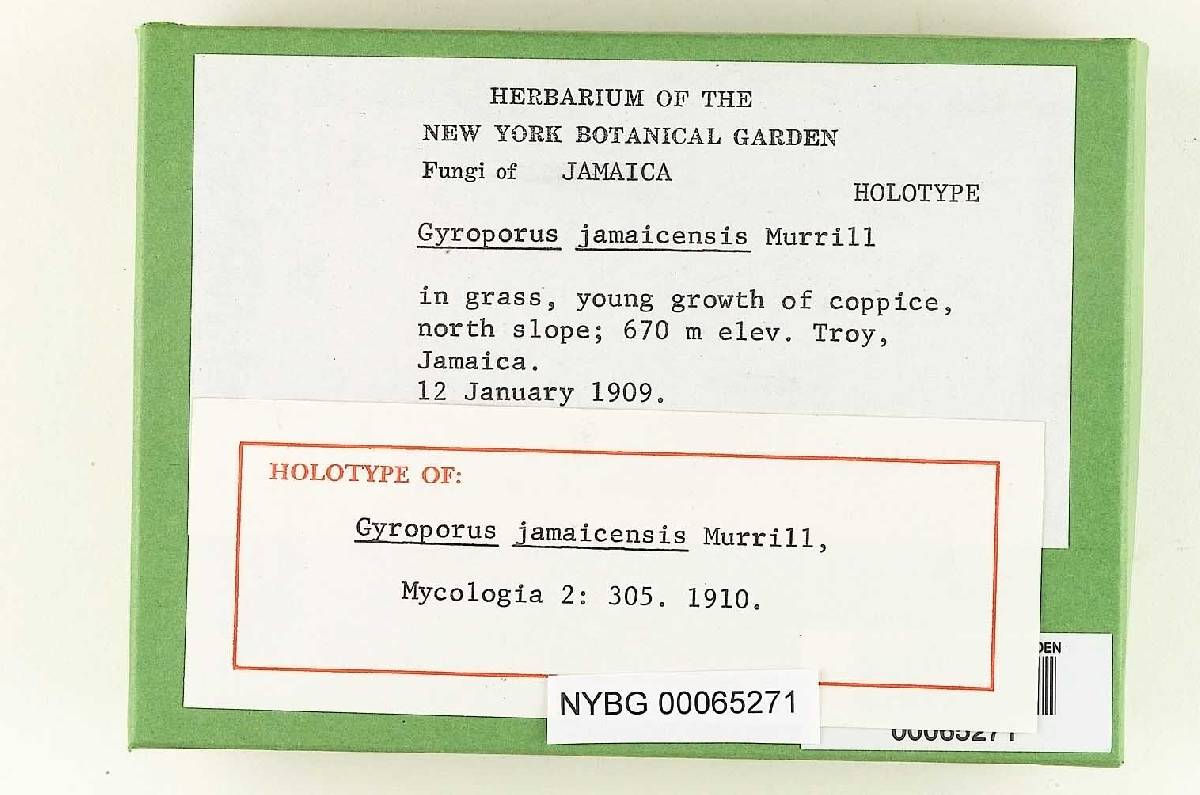 HERBARIUM OF THE
NEW YORK BOTANICAL GARDEN
Fungi of JAMAICA
HOLOTYPE
Gyroporus jamaicensis Murrill
in grass, young growth of coppice,
north slope; 670 m elev. Troy,
Jamaica.
12 January 1909.
HOLOTYPE OF:
Gyroporus jamaicensis Murrill,
Mycologia 2: 305. 1910.
NYBG 00065271
DEN
00065271